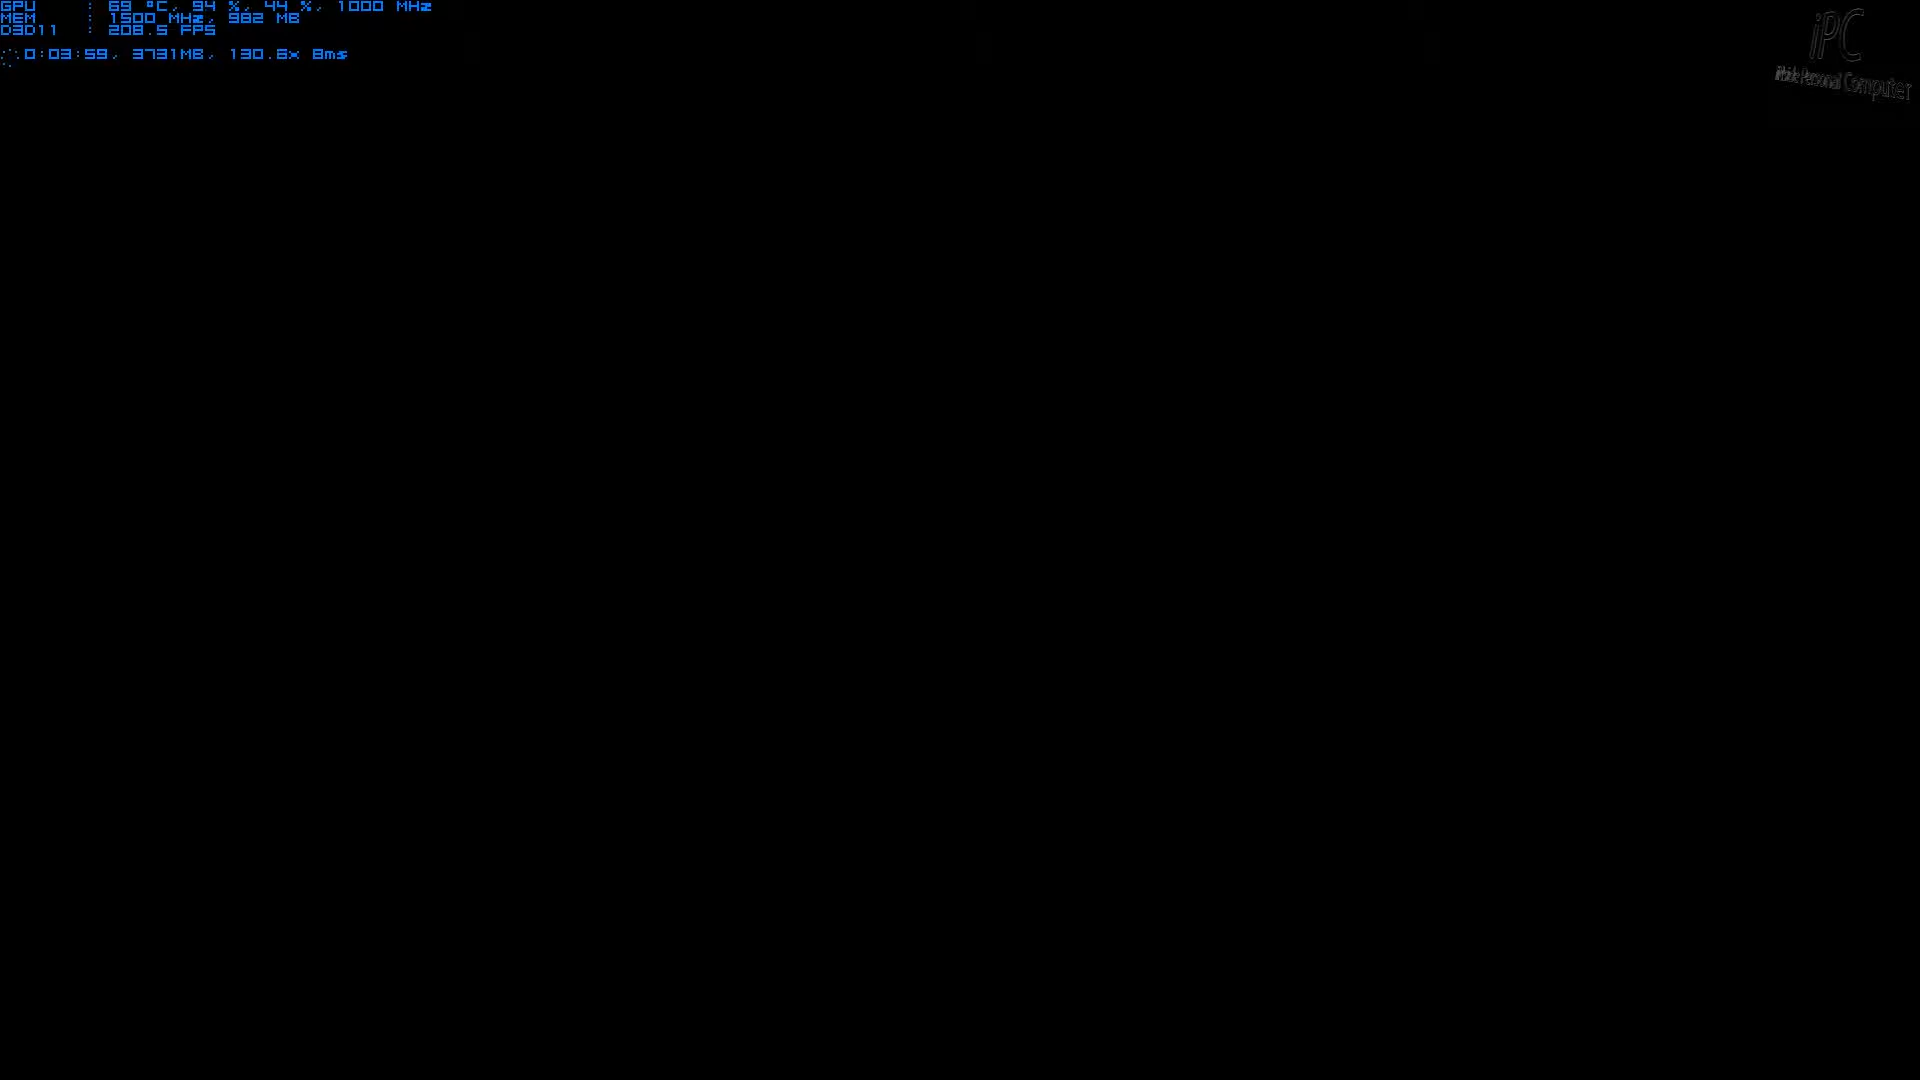 GPU : 69 °C, 94 %, 44 %, 1000 MHz
MEM : 1500 MHz, 982 MB
D3D11 : 208.5 FPS
0:03:59, 3731MB, 130.6x 8ms
iPC
Personal Computer